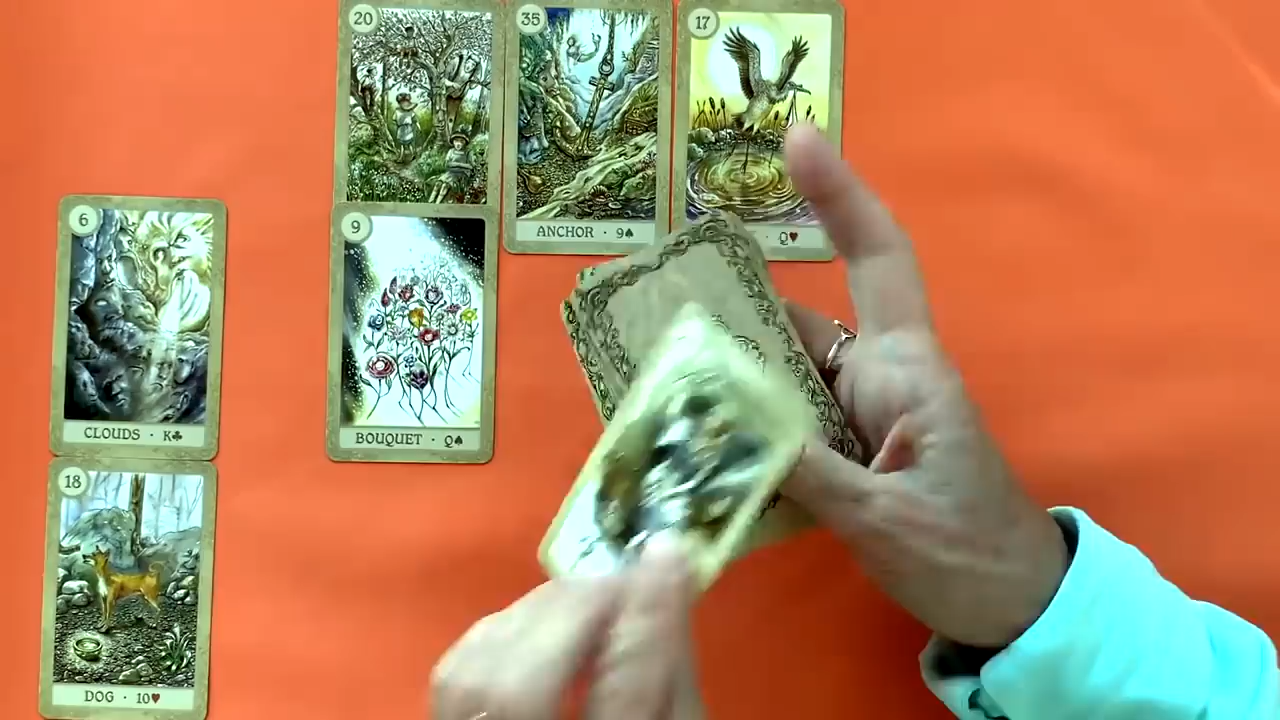 20
35
17
ANCHOR · 9♠
Q♥
6
CLOUDS · K♣
9
BOUQUET · Q♠
18
DOG · 10♥